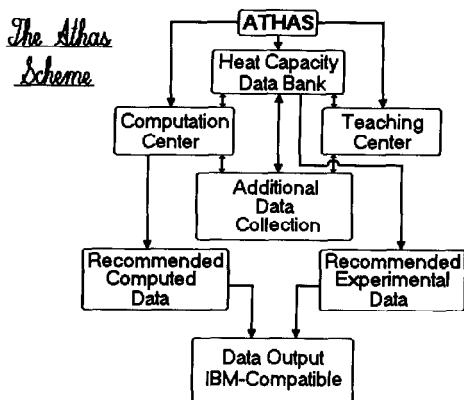 The Athas
Scheme
ATHAS
Heat Capacity
Data Bank
Computation
Center
Teaching
Center
Additional
Data
Collection
Recommended
Computed
Data
Recommended
Experimental
Data
Data Output
IBM-Compatible